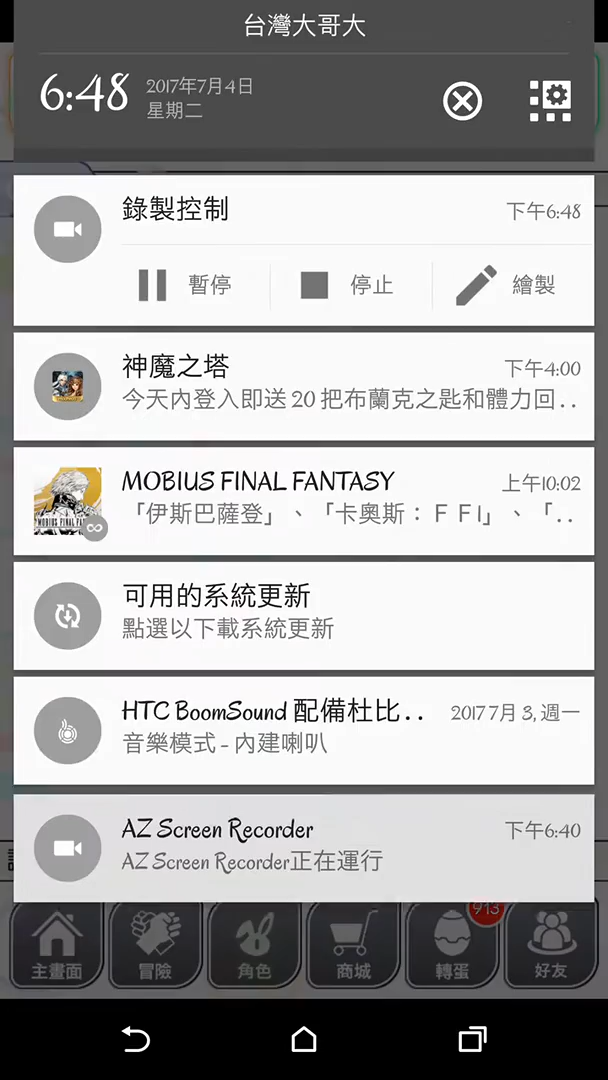 台灣大哥大
6:48
2017年7月4日
星期二
錄製控制
下午6:48
暫停
停止
繪製
神魔之塔
下午4:00
今天內登入即送 20 把布蘭克之匙和體力回..
MOBIUS FINAL FANTASY
上午10:02
「伊斯巴薩登」、「卡奧斯：ＦＦI」、「..
可用的系統更新
點選以下載系統更新
HTC BoomSound 配備杜比..
2017 7月 3, 週一
音樂模式 - 內建喇叭
AZ Screen Recorder
下午6:40
AZ Screen Recorder正在運行
913
主畫面
冒險
角色
商城
轉蛋
好友